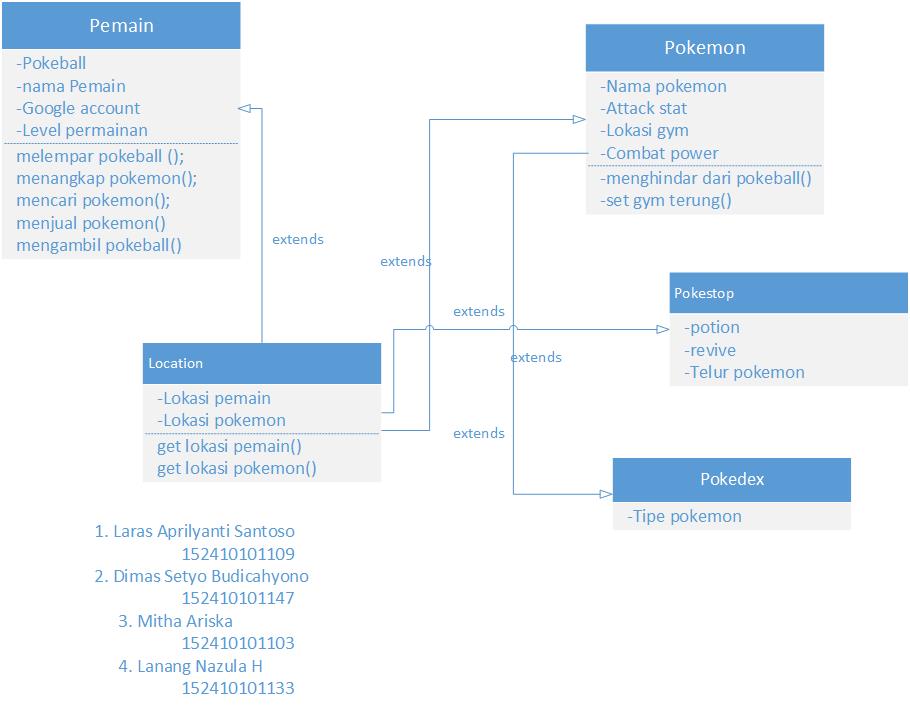 Pemain
-Pokeball
-nama Pemain
-Google account
-Level permainan
melempar pokeball ();
menangkap pokemon();
mencari pokemon();
menjual pokemon()
mengambil pokeball()
Pokemon
-Nama pokemon
-Attack stat
-Lokasi gym
-Combat power
-menghindar dari pokeball()
-set gym terung()
extends
extends
extends
extends
extends
Pokestop
-potion
-revive
-Telur pokemon
Location
-Lokasi pemain
-Lokasi pokemon
get lokasi pemain()
get lokasi pokemon()
Pokedex
-Tipe pokemon
1. Laras Aprilyanti Santoso
152410101109
2. Dimas Setyo Budicahyono
152410101147
3. Mitha Ariska
152410101103
4. Lanang Nazula H
152410101133